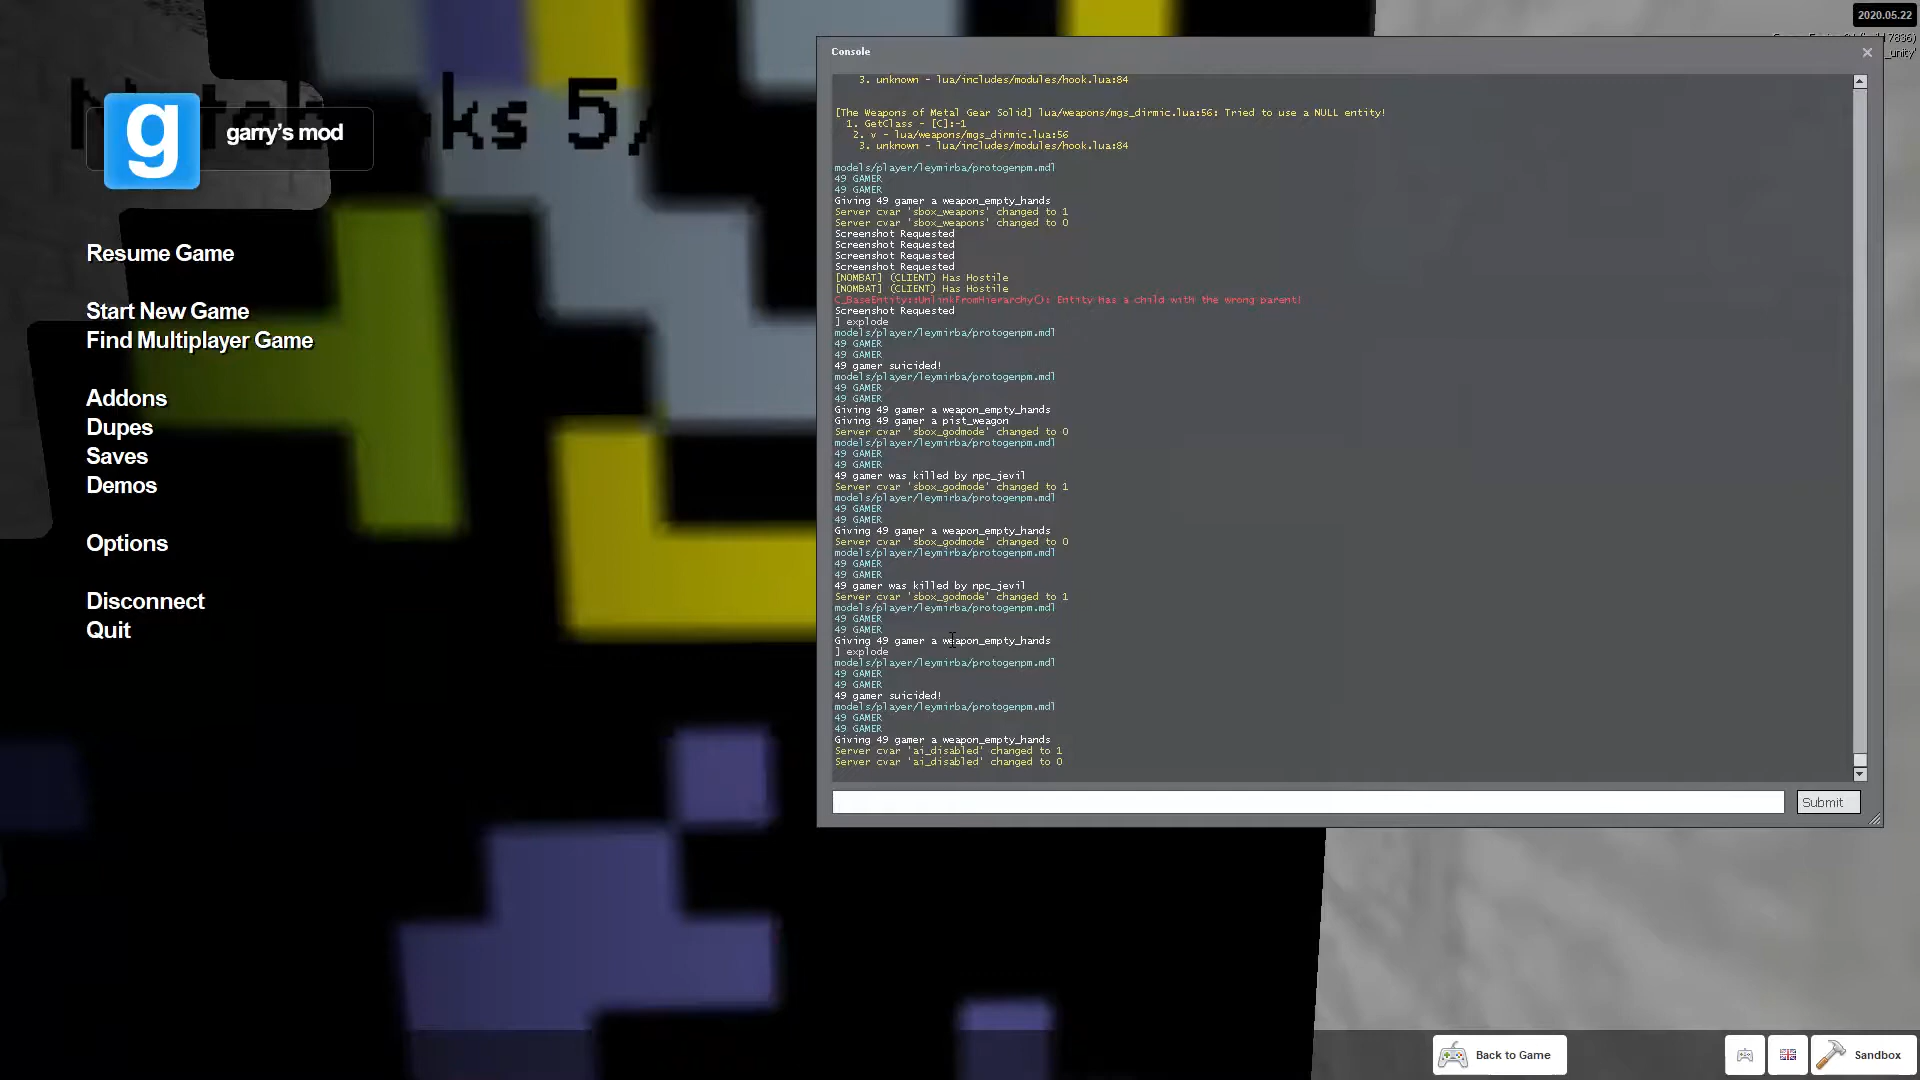 2020.05.22
7836)
_unity'
ks 5/
g
garry's mod
Resume Game
Start New Game
Find Multiplayer Game
Addons
Dupes
Saves
Demos
Options
Disconnect
Quit
Console
3. unknown - lua/includes/modules/hook.lua:84
[The Weapons of Metal Gear Solid] lua/weapons/mgs_dirmic.lua:56: Tried to use a NULL entity!
1. GetClass - [C]:-1
2. v - lua/weapons/mgs_dirmic.lua:56
3. unknown - lua/includes/modules/hook.lua:84
models/player/leymirba/protogenpm.mdl
49 GAMER
49 GAMER
Giving 49 gamer a weapon_empty_hands
Server cvar 'sbox_weapons' changed to 1
Server cvar 'sbox_weapons' changed to 0
Screenshot Requested
Screenshot Requested
Screenshot Requested
Screenshot Requested
[NOMBAT] (CLIENT) Has Hostile
[NOMBAT] (CLIENT) Has Hostile
C_BaseEntity::UnlinkFromHierarchy(): Entity has a child with the wrong parent!
Screenshot Requested
] explode
models/player/leymirba/protogenpm.mdl
49 GAMER
49 GAMER
49 gamer suicided!
models/player/leymirba/protogenpm.mdl
49 GAMER
49 GAMER
Giving 49 gamer a weapon_empty_hands
Giving 49 gamer a pist_weagon
Server cvar 'sbox_godmode' changed to 0
models/player/leymirba/protogenpm.mdl
49 GAMER
49 GAMER
49 gamer was killed by npc_jevil
Server cvar 'sbox_godmode' changed to 1
models/player/leymirba/protogenpm.mdl
49 GAMER
49 GAMER
Giving 49 gamer a weapon_empty_hands
Server cvar 'sbox_godmode' changed to 0
models/player/leymirba/protogenpm.mdl
49 GAMER
49 GAMER
49 gamer was killed by npc_jevil
Server cvar 'sbox_godmode' changed to 1
models/player/leymirba/protogenpm.mdl
49 GAMER
49 GAMER
Giving 49 gamer a weapon_empty_hands
] explode
models/player/leymirba/protogenpm.mdl
49 GAMER
49 GAMER
49 gamer suicided!
models/player/leymirba/protogenpm.mdl
49 GAMER
49 GAMER
Giving 49 gamer a weapon_empty_hands
Server cvar 'ai_disabled' changed to 1
Server cvar 'ai_disabled' changed to 0
Submit
Back to Game
Sandbox